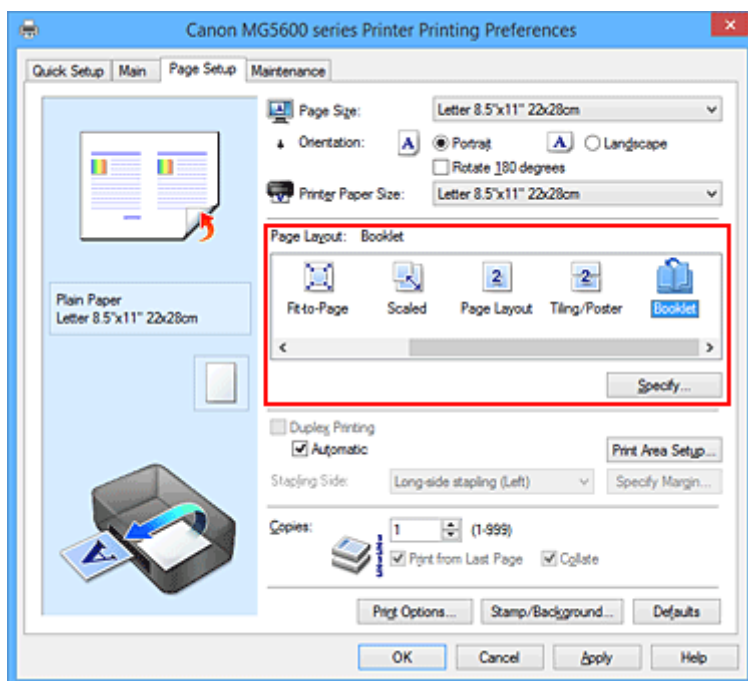 Canon MG5600 series Printer Printing Preferences
Quick Setup Main Page Setup Maintenance
Page Size: Letter 8.5"x11" 22x28cm
Orientation: A Portrait A Landscape
Rotate 180 degrees
Printer Paper Size: Letter 8.5"x11" 22x28cm
Page Layout: Booklet
2 2
Fit-to-Page Scaled Page Layout Tiling/Poster Booklet
Plain Paper
Letter 8.5"x11" 22x28cm
Specify...
Duplex Printing
Automatic Print Area Setup...
Stapling Side: Long-side stapling (Left) Specify Margin...
A
Copies: 1 (1-999)
Print from Last Page Collate
Print Options... Stamp/Background... Defaults
OK Cancel Apply Help